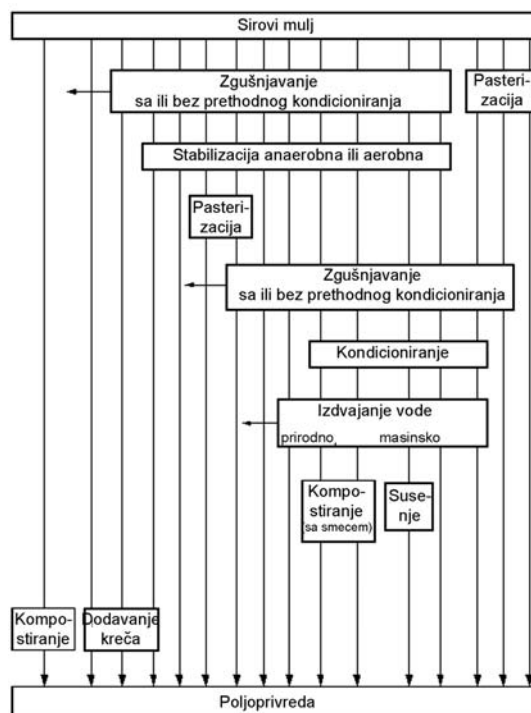 Sirovi mulj
Zgušnjavanje
sa ili bez prethodnog kondicioniranja
Pasteri-
zacija
Stabilizacija anaerobna ili aerobna
Pasteri-
zacija
Zgušnjavanje
sa ili bez prethodnog kondicioniranja
Kondicioniranje
Izdvajanje vode
prirodno, masinsko
Kompo-
stiranje
(sa smecem)
Suse-
nje
Kompo-
stiranje
Dodavanje
kreča
Poljoprivreda